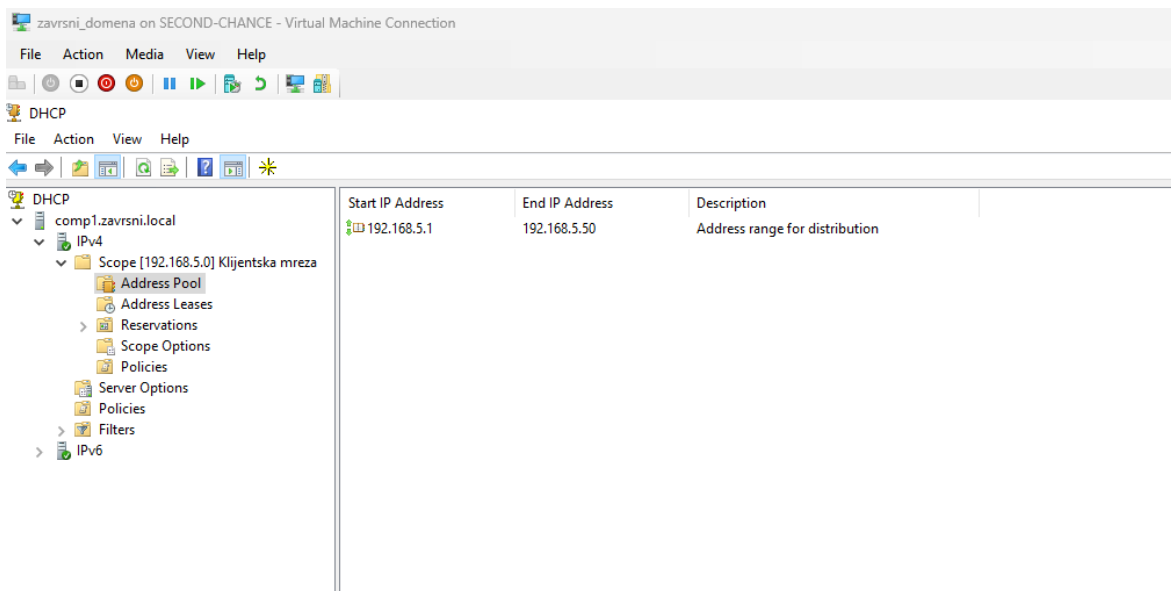 zavrsni_domena on SECOND-CHANCE - Virtual Machine Connection
File Action Media View Help
DHCP
File Action View Help
DHCP
comp1.zavrsni.local
IPv4
Scope [192.168.5.0] Klijentska mreza
Address Pool
Address Leases
Reservations
Scope Options
Policies
Server Options
Policies
Filters
IPv6
Start IP Address End IP Address Description
192.168.5.1 192.168.5.50 Address range for distribution